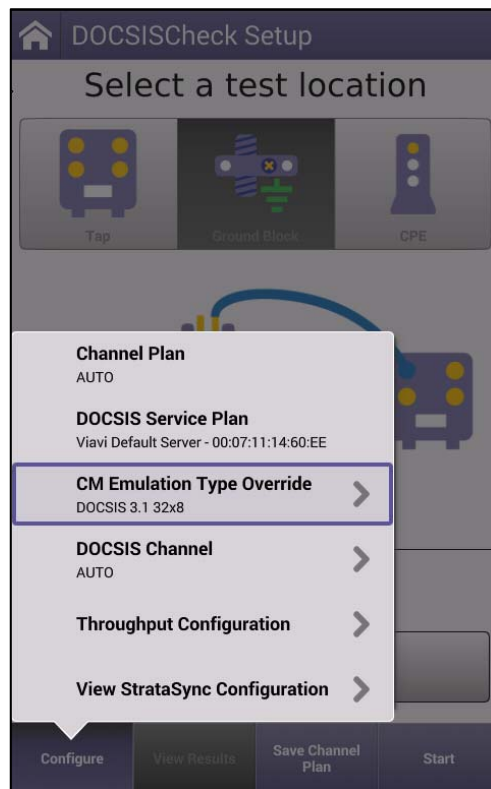 DOCSISCheck Setup
Select a test location
Tap
Ground Block
CPE
Channel Plan
AUTO
DOCSIS Service Plan
Viavi Default Server - 00:07:11:14:60:EE
CM Emulation Type Override
DOCSIS 3.1 32x8
DOCSIS Channel
AUTO
Throughput Configuration
View StrataSync Configuration
Configure
View Results
Save Channel
Plan
Start